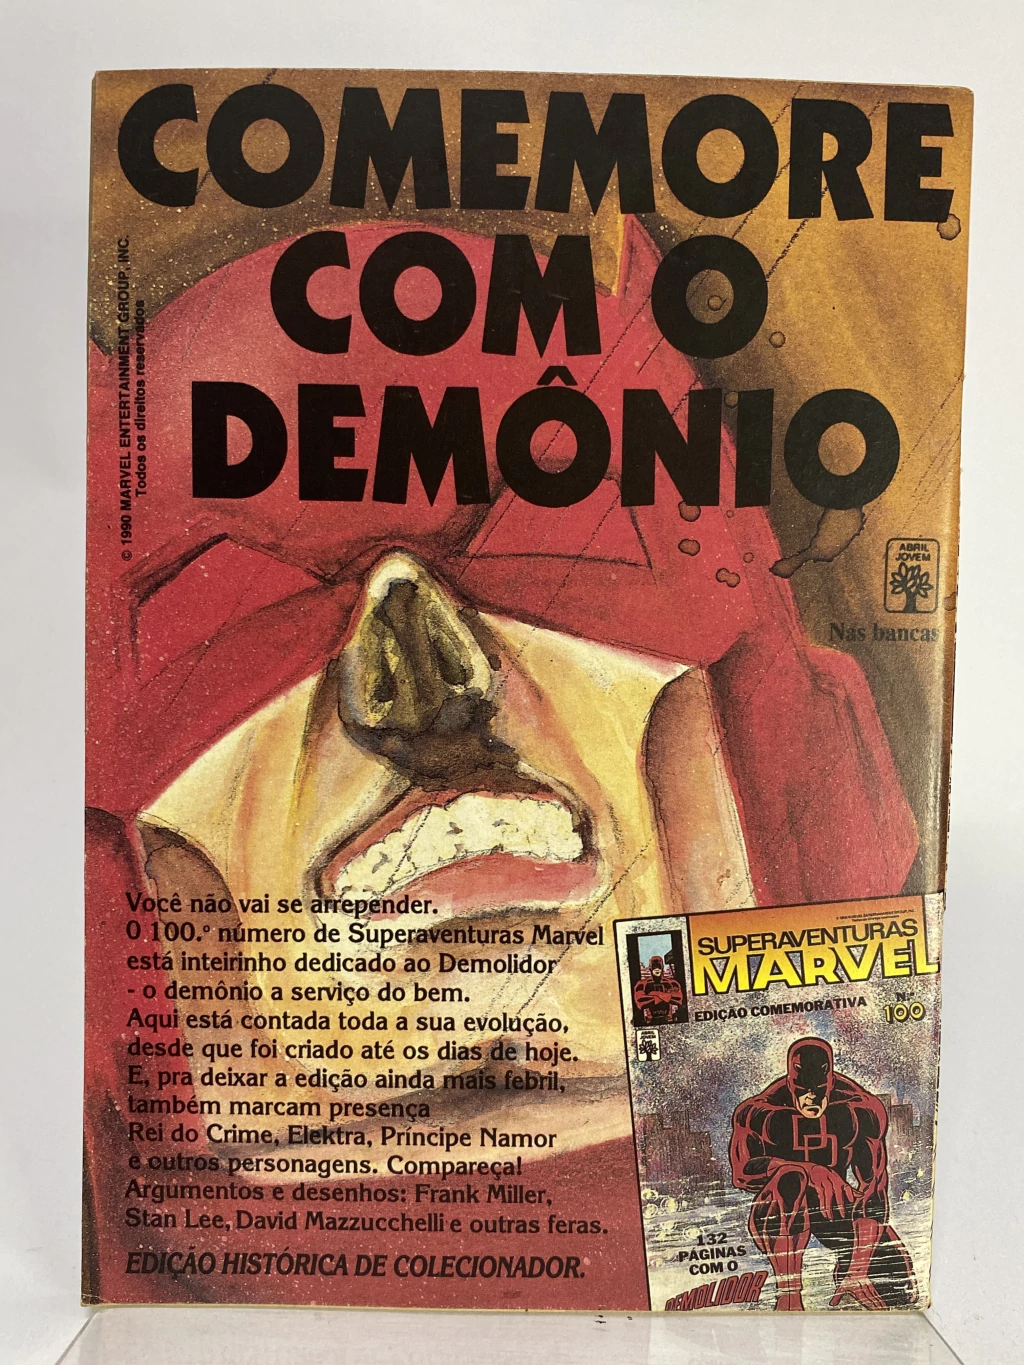 COMEMORE
COM O
DEMÔNIO
© 1990 MARVEL ENTERTAINMENT GROUP, INC.
Todos os direitos reservados
ABRIL
JOVEM
Nas bancas
Você não vai se arrepender.
O 100.º número de Superaventuras Marvel
está inteirinho dedicado ao Demolidor
- o demônio a serviço do bem.
Aqui está contada toda a sua evolução,
desde que foi criado até os dias de hoje.
E, pra deixar a edição ainda mais febril,
também marcam presença
Rei do Crime, Elektra, Príncipe Namor
e outros personagens. Compareça!
Argumentos e desenhos: Frank Miller,
Stan Lee, David Mazzucchelli e outras feras.
EDIÇÃO HISTÓRICA DE COLECIONADOR.
SUPERAVENTURAS
MARVEL
EDIÇÃO COMEMORATIVA
N.º
100
ABRIL
JOVEM
DD
132
PÁGINAS
COM O
DEMOLIDOR